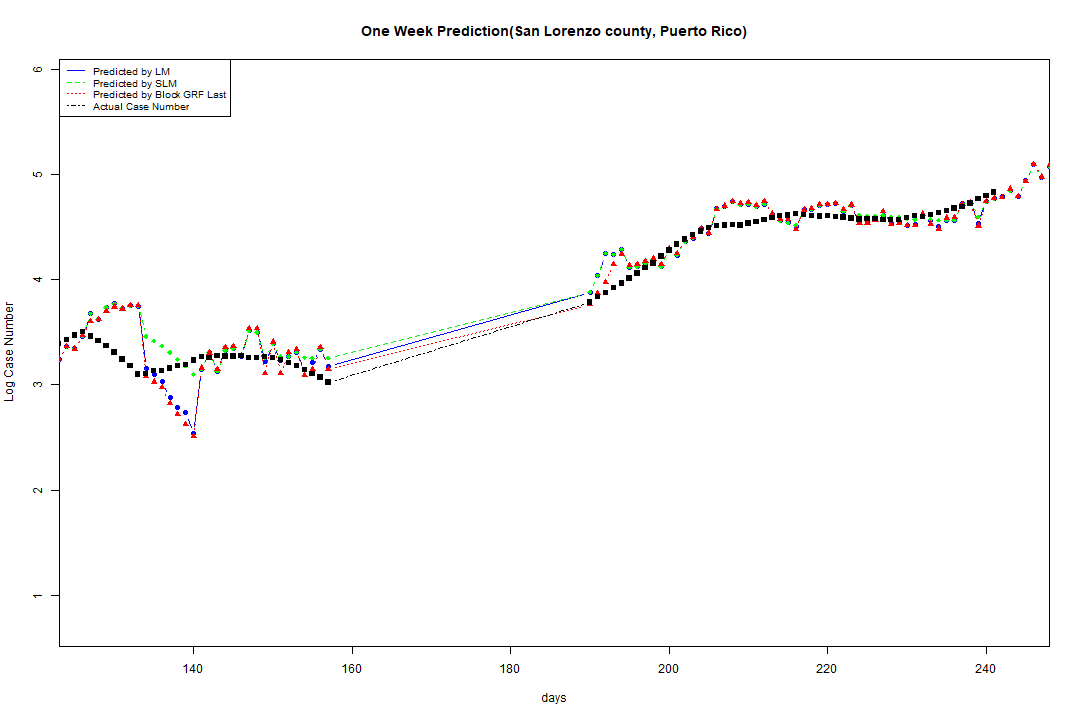 One Week Prediction(San Lorenzo county, Puerto Rico)
6
Predicted by LM
Predicted by SLM
Predicted by Block GRF Last
Actual Case Number
5
4
3
2
1
Log Case Number
140
160
180
200
220
240
days